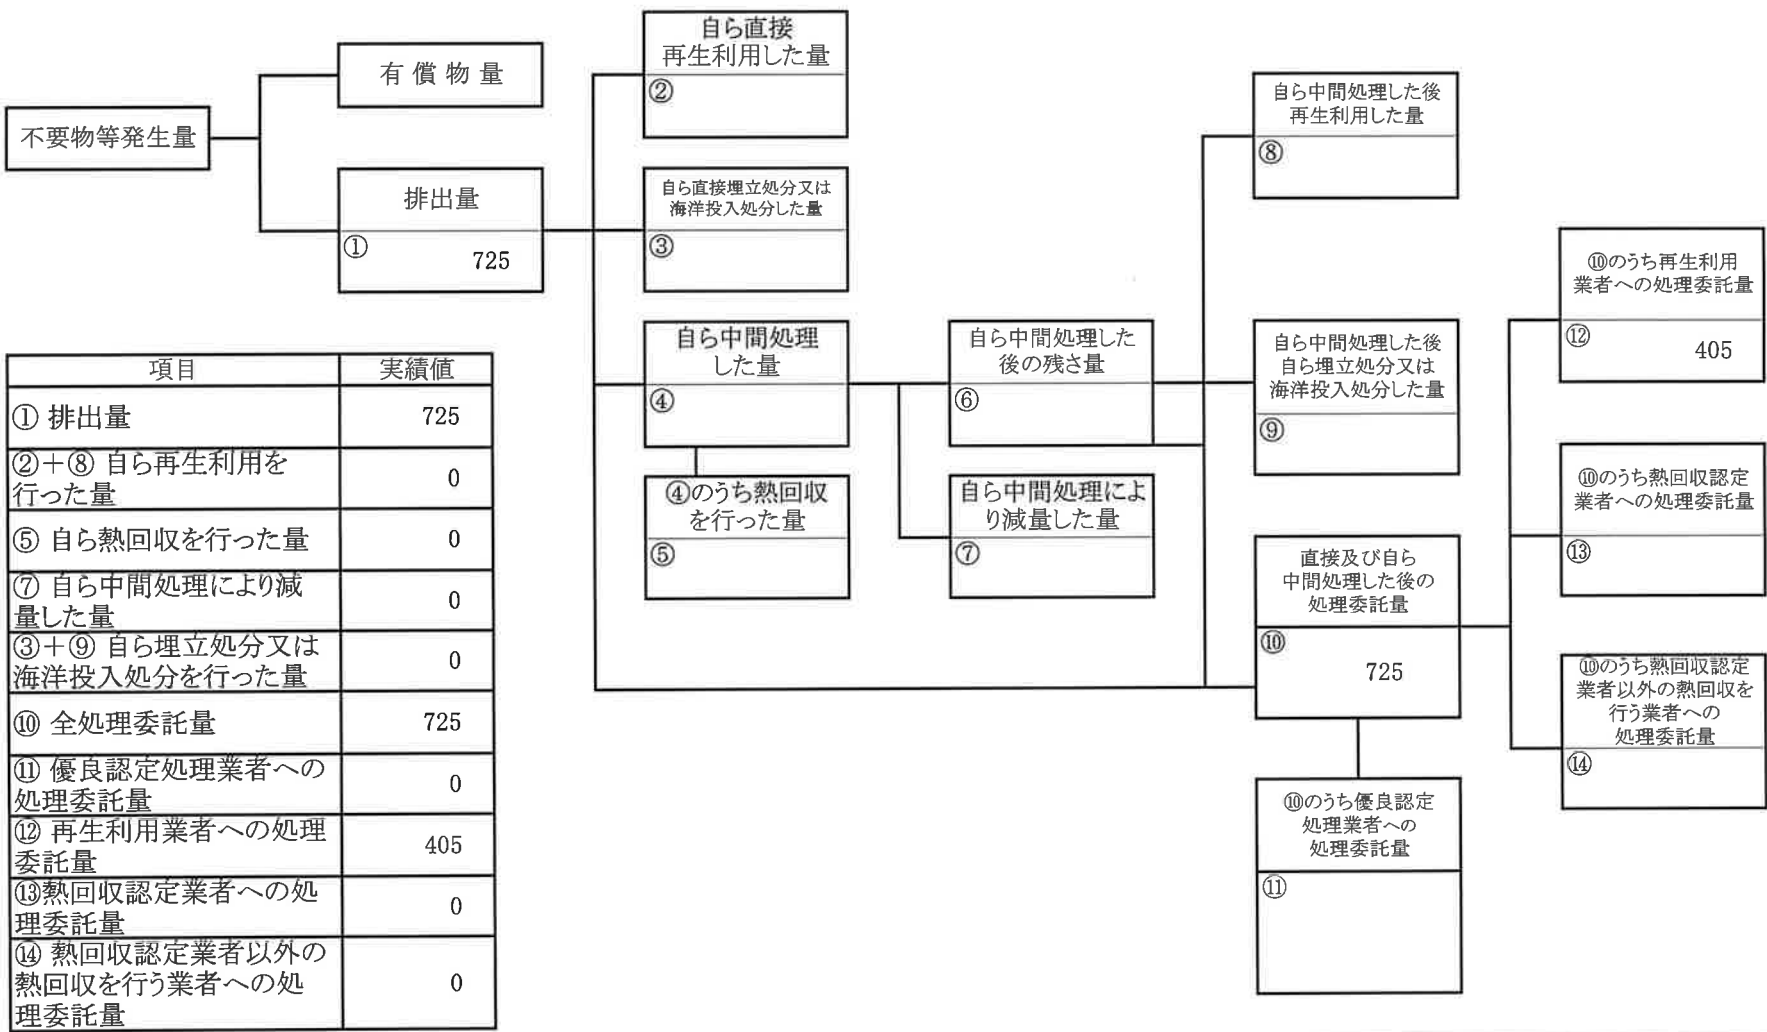 不要物等発生量
有償物量
排出量
①
725
自ら直接
再生利用した量
②
自ら直接埋立処分又は
海洋投入処分した量
③
自ら中間処理
した量
④
④のうち熱回収
を行った量
⑤
自ら中間処理した
後の残さ量
⑥
自ら中間処理によ
り減量した量
⑦
自ら中間処理した後
再生利用した量
⑧
自ら中間処理した後
自ら埋立処分又は
海洋投入処分した量
⑨
直接及び自ら
中間処理した後の
処理委託量
⑩
725
⑩のうち優良認定
処理業者への
処理委託量
⑪
⑩のうち再生利用
業者への処理委託量
⑫
405
⑩のうち熱回収認定
業者への処理委託量
⑬
⑩のうち熱回収認定
業者以外の熱回収を
行う業者への
処理委託量
⑭
項目 実績値
① 排出量 725
②+⑧ 自ら再生利用を
行った量 0
⑤ 自ら熱回収を行った量 0
⑦ 自ら中間処理により減
量した量 0
③+⑨ 自ら埋立処分又は
海洋投入処分を行った量 0
⑩ 全処理委託量 725
⑪ 優良認定処理業者への
処理委託量 0
⑫ 再生利用業者への処理
委託量 405
⑬熱回収認定業者への処
理委託量 0
⑭ 熱回収認定業者以外の
熱回収を行う業者への処
理委託量 0